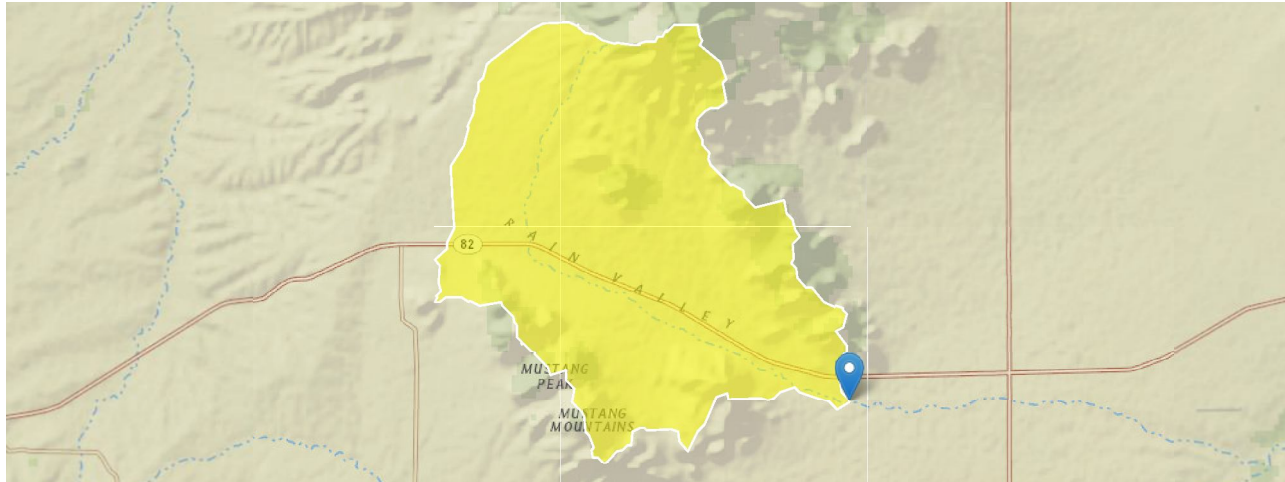 82
RAIN VALLEY
MUSTANG
PEAK
MUSTANG
MOUNTAINS